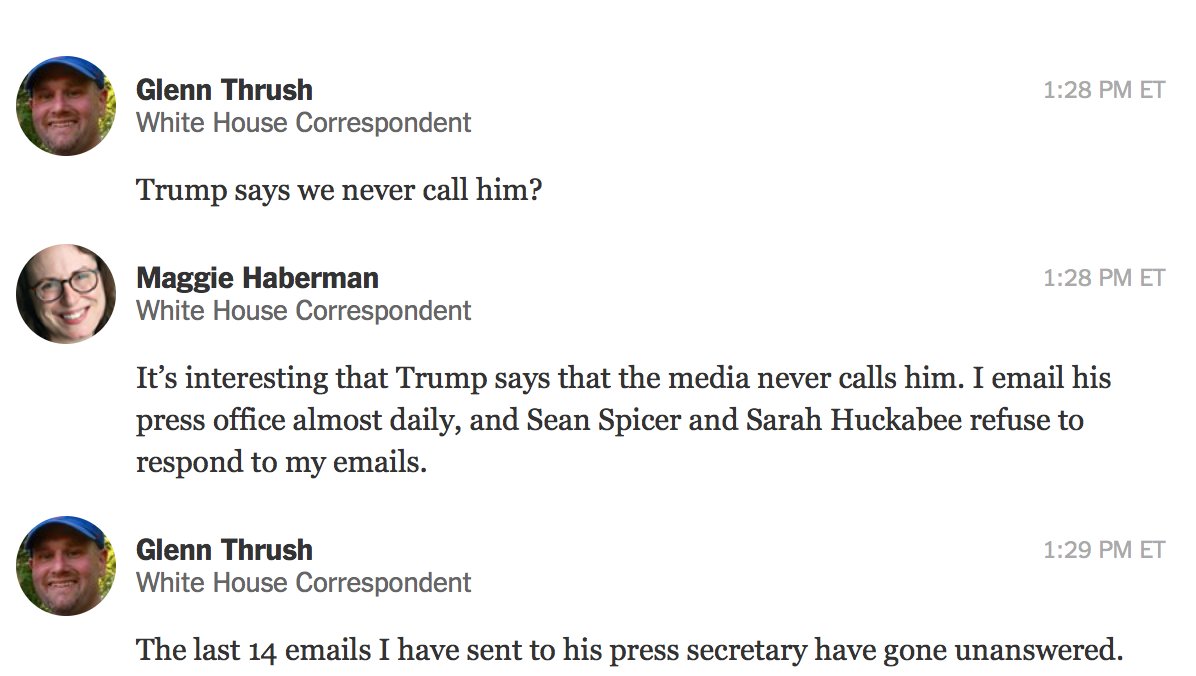 Glenn Thrush
1:28 PM ET
White House Correspondent
Trump says we never call him?
Maggie Haberman
1:28 PM ET
White House Correspondent
It’s interesting that Trump says that the media never calls him. I email his
press office almost daily, and Sean Spicer and Sarah Huckabee refuse to
respond to my emails.
Glenn Thrush
1:29 PM ET
White House Correspondent
The last 14 emails I have sent to his press secretary have gone unanswered.